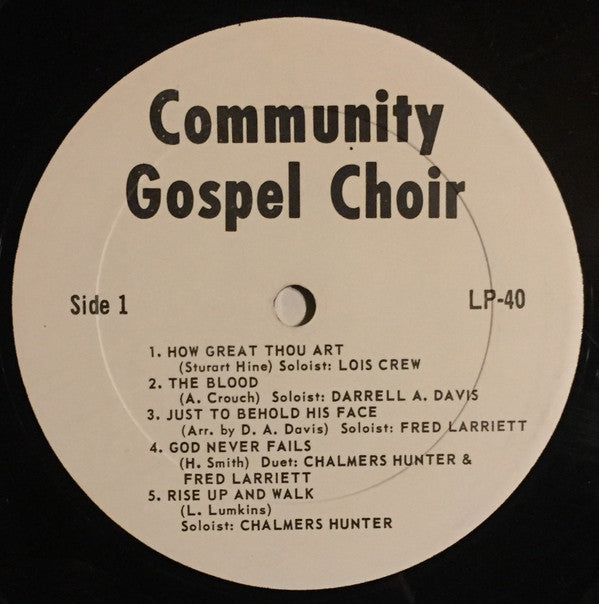 Community
Gospel Choir
Side 1
LP-40
1. HOW GREAT THOU ART
(Sturart Hine) Soloist: LOIS CREW
2. THE BLOOD
(A. Crouch) Soloist: DARRELL A. DAVIS
3. JUST TO BEHOLD HIS FACE
(Arr. by D. A. Davis) Soloist: FRED LARRIETT
4. GOD NEVER FAILS
(H. Smith) Duet: CHALMERS HUNTER &
FRED LARRIETT
5. RISE UP AND WALK
(L. Lumkins)
Soloist: CHALMERS HUNTER